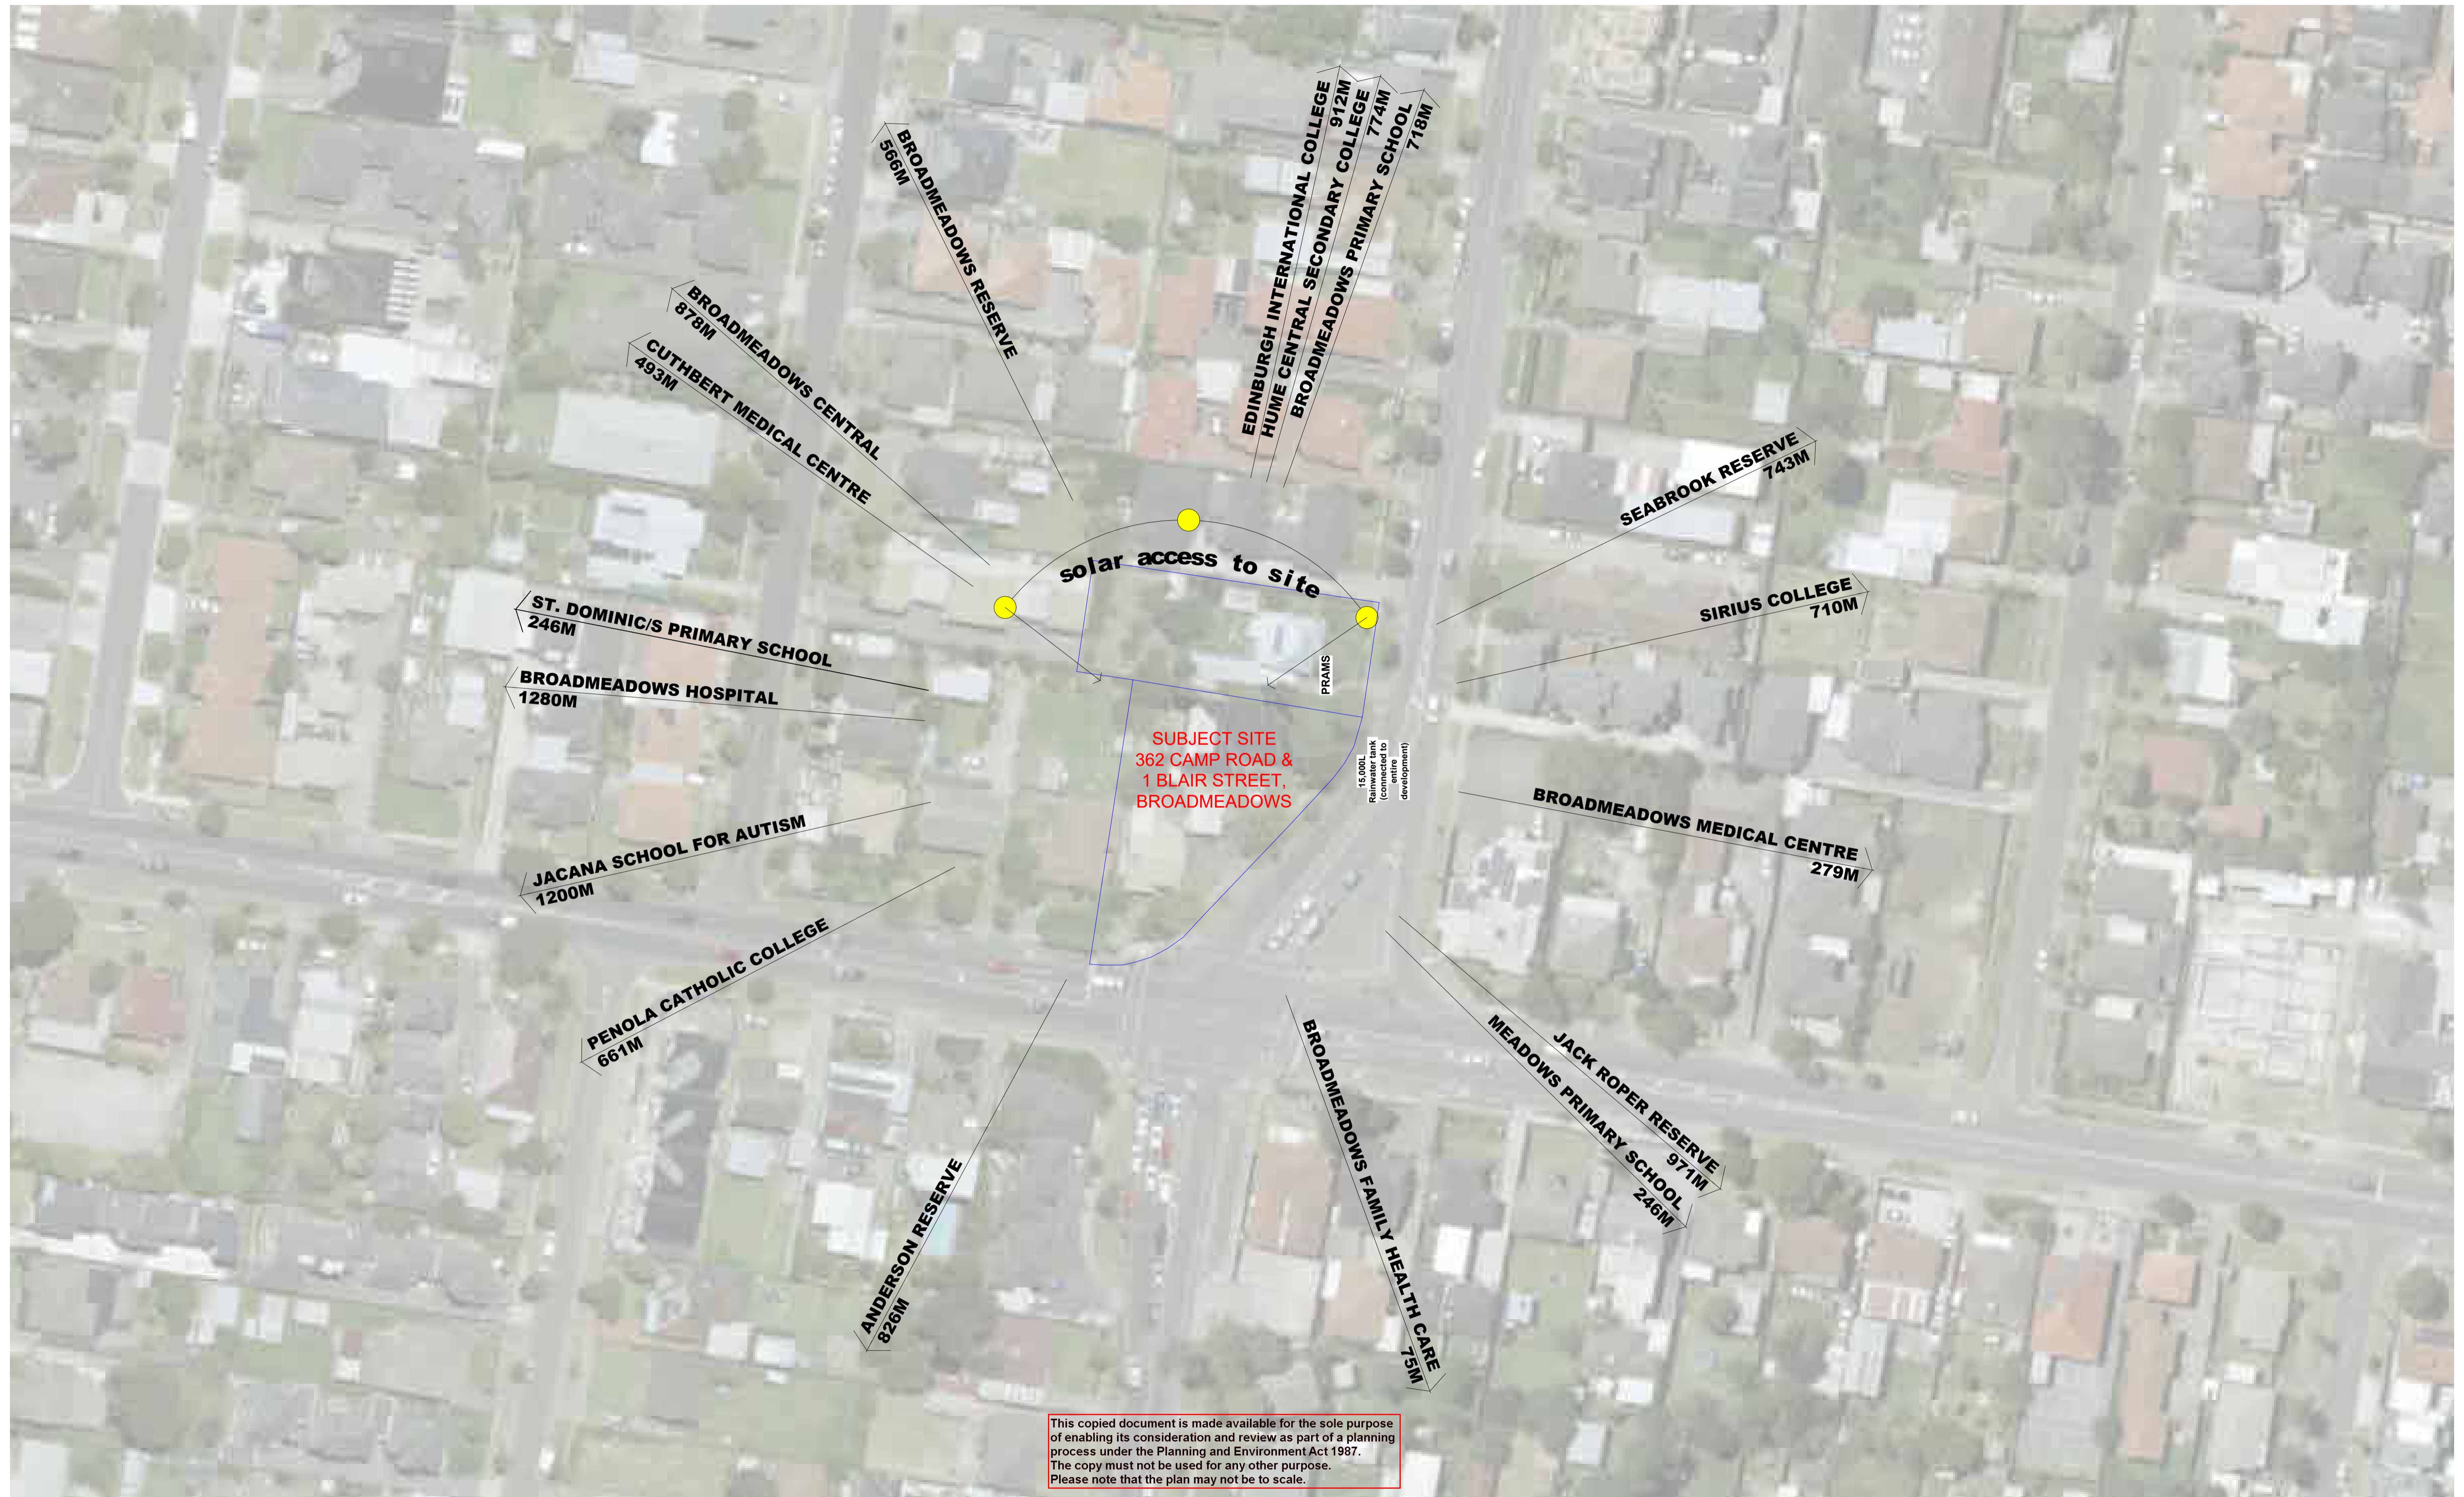 EDINBURGH INTERNATIONAL COLLEGE
912M
HUME CENTRAL SECONDARY COLLEGE
774M
BROADMEADOWS PRIMARY SCHOOL
718M
BROADMEADOWS RESERVE
566M
BROADMEADOWS CENTRAL
878M
CUTHBERT MEDICAL CENTRE
493M
SEABROOK RESERVE
743M
solar access to site
SIRIUS COLLEGE
710M
ST. DOMINIC/S PRIMARY SCHOOL
246M
BROADMEADOWS HOSPITAL
1280M
PRAMS
SUBJECT SITE
362 CAMP ROAD &
1 BLAIR STREET,
BROADMEADOWS
15,000L
Rainwater tank
(connected to
entire
development)
BROADMEADOWS MEDICAL CENTRE
279M
JACANA SCHOOL FOR AUTISM
1200M
PENOLA CATHOLIC COLLEGE
661M
ANDERSON RESERVE
826M
BROADMEADOWS FAMILY HEALTH CARE
75M
JACK ROPER RESERVE
971M
MEADOWS PRIMARY SCHOOL
246M
This copied document is made available for the sole purpose
of enabling its consideration and review as part of a planning
process under the Planning and Environment Act 1987.
The copy must not be used for any other purpose.
Please note that the plan may not be to scale.